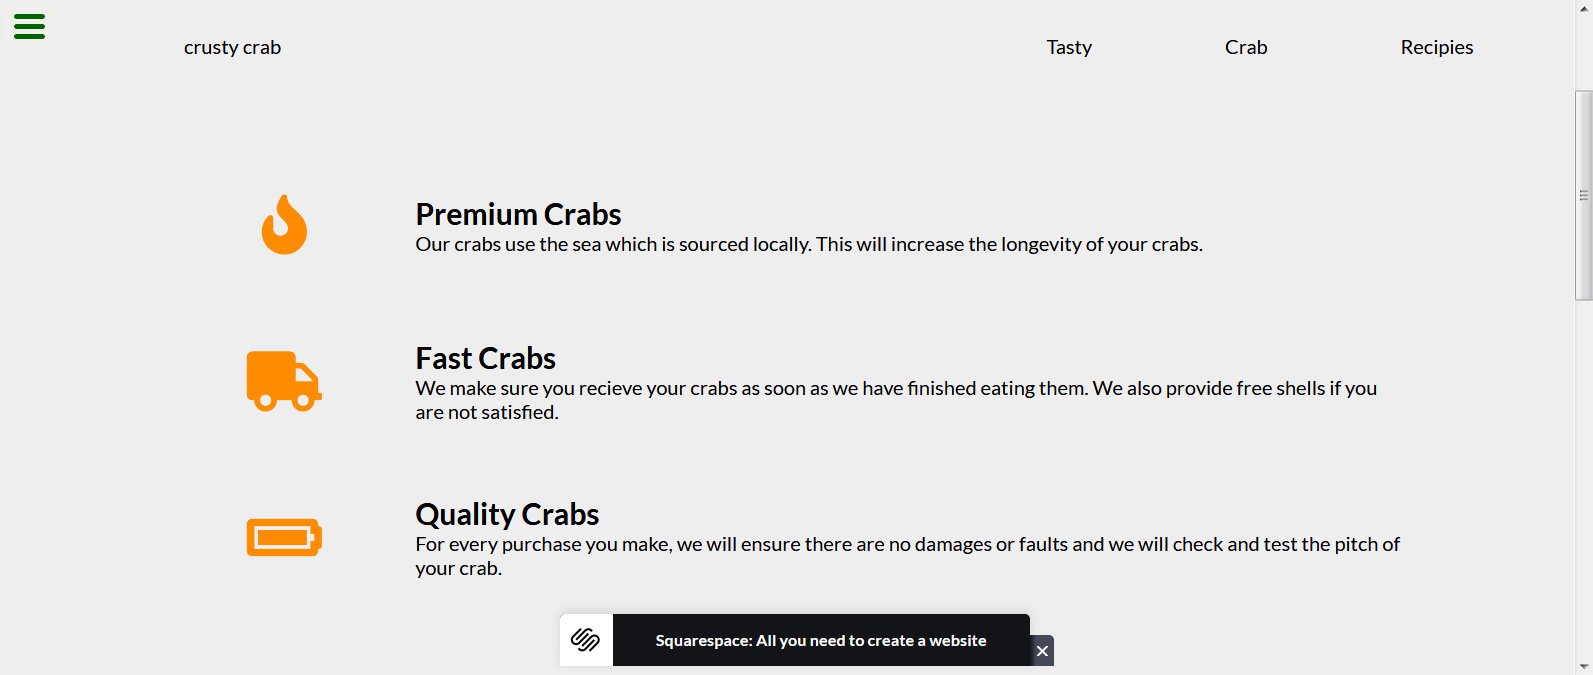 crusty crab
Tasty
Crab
Recipies
Premium Crabs
Our crabs use the sea which is sourced locally. This will increase the longevity of your crabs.
Fast Crabs
We make sure you recieve your crabs as soon as we have finished eating them. We also provide free shells if you
are not satisfied.
Quality Crabs
For every purchase you make, we will ensure there are no damages or faults and we will check and test the pitch of
your crab.
Squarespace: All you need to create a website